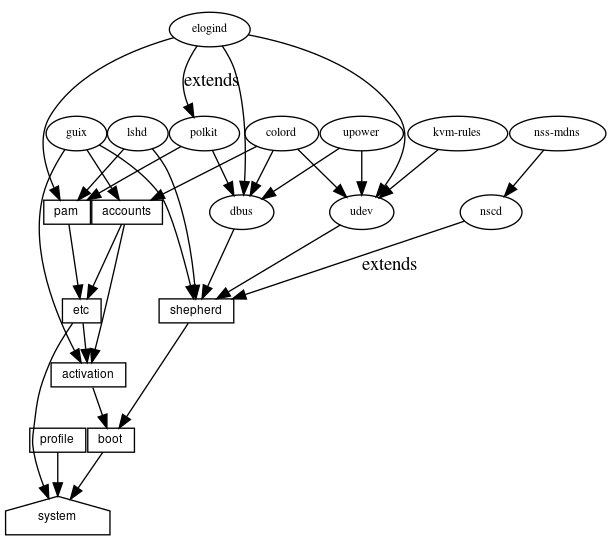 elogind
extends
guix
lshd
polkit
colord
upower
kvm-rules
nss-mdns
pam
accounts
dbus
udev
nscd
extends
etc
shepherd
activation
profile
boot
system